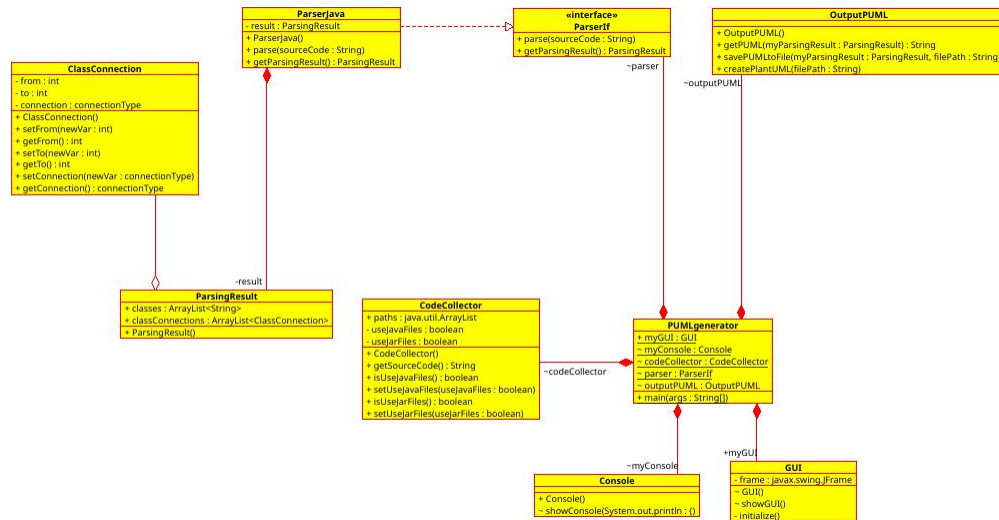 ParserJava
- result : ParsingResult
+ ParserJava()
+ parse(sourceCode : String)
+ getParsingResult() : ParsingResult
«interface»
ParserIf
+ parse(sourceCode : String)
+ getParsingResult() : ParsingResult
~parser
OutputPUML
+ OutputPUML()
+ getPUML(myParsingResult : ParsingResult) : String
+ savePUMLtoFile(myParsingResult : ParsingResult, filePath : String
+ createPlantUML(filePath : String)
~outputPUML
ClassConnection
- from : int
- to : int
- connection : connectionType
+ ClassConnection()
+ setFrom(newVar : int)
+ getFrom() : int
+ setTo(newVar : int)
+ getTo() : int
+ setConnection(newVar : connectionType)
+ getConnection() : connectionType
-result
ParsingResult
+ classes : ArrayList<String>
+ classConnections : ArrayList<ClassConnection>
+ ParsingResult()
CodeCollector
+ paths : java.util.ArrayList
- useJavaFiles : boolean
- useJarFiles : boolean
+ CodeCollector()
+ getSourceCode() : String
+ isUseJavaFiles() : boolean
+ setUseJavaFiles(useJavaFiles : boolean)
+ isUseJarFiles() : boolean
+ setUseJarFiles(useJarFiles : boolean)
~codeCollector
PUMLgenerator
+ myGUI : GUI
~ myConsole : Console
~ codeCollector : CodeCollector
~ parser : ParserIf
~ outputPUML : OutputPUML
+ main(args : String[])
~myConsole
Console
+ Console()
~ showConsole(System.out.println : {)
+myGUI
GUI
- frame : javax.swing.JFrame
~ GUI()
~ showGUI()
- initialize()